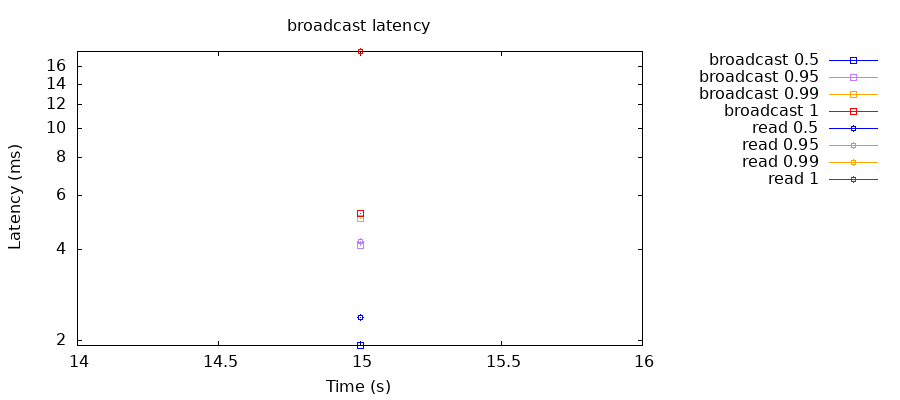 broadcast latency
broadcast 0.5
broadcast 0.95
broadcast 0.99
broadcast 1
read 0.5
read 0.95
read 0.99
read 1
Latency (ms)
16
14
12
10
8
6
4
2
14
14.5
15
15.5
16
Time (s)